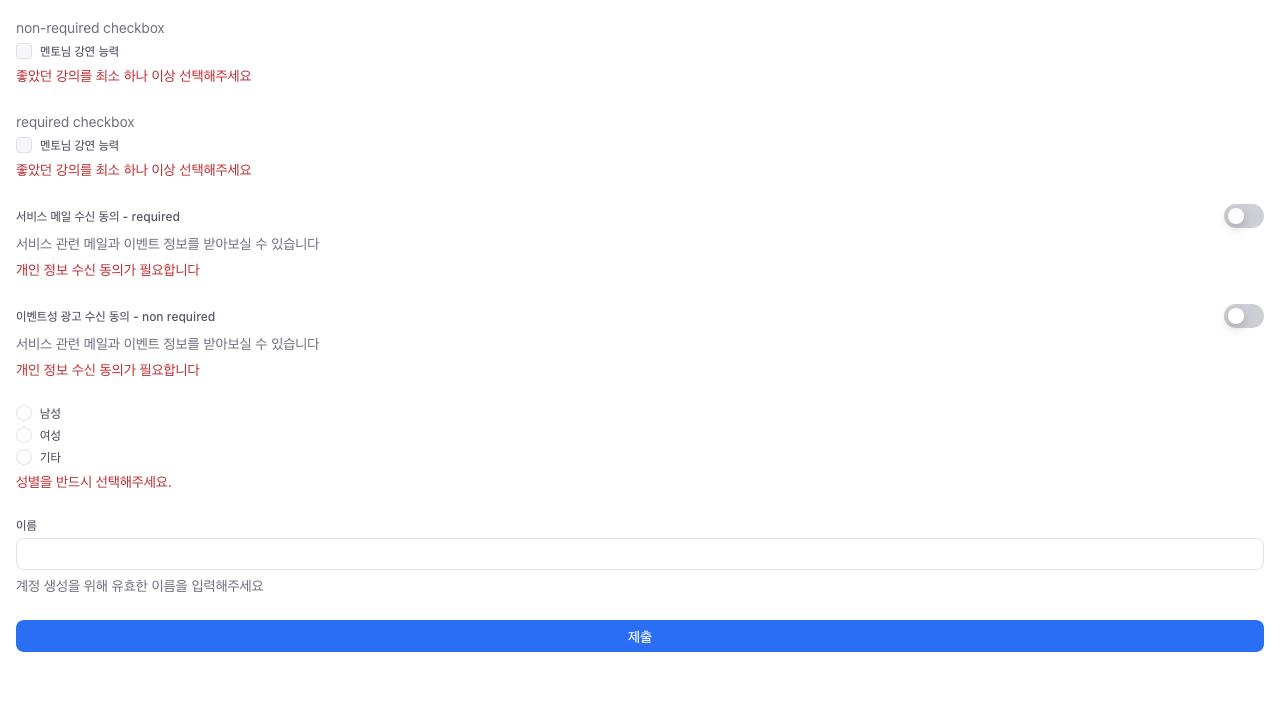 non-required checkbox
멘토님 강연 능력
좋았던 강의를 최소 하나 이상 선택해주세요
required checkbox
멘토님 강연 능력
좋았던 강의를 최소 하나 이상 선택해주세요
서비스 메일 수신 동의 - required
서비스 관련 메일과 이벤트 정보를 받아보실 수 있습니다
개인 정보 수신 동의가 필요합니다
이벤트성 광고 수신 동의 - non required
서비스 관련 메일과 이벤트 정보를 받아보실 수 있습니다
개인 정보 수신 동의가 필요합니다
남성
여성
기타
성별을 반드시 선택해주세요.
이름
계정 생성을 위해 유효한 이름을 입력해주세요
제출